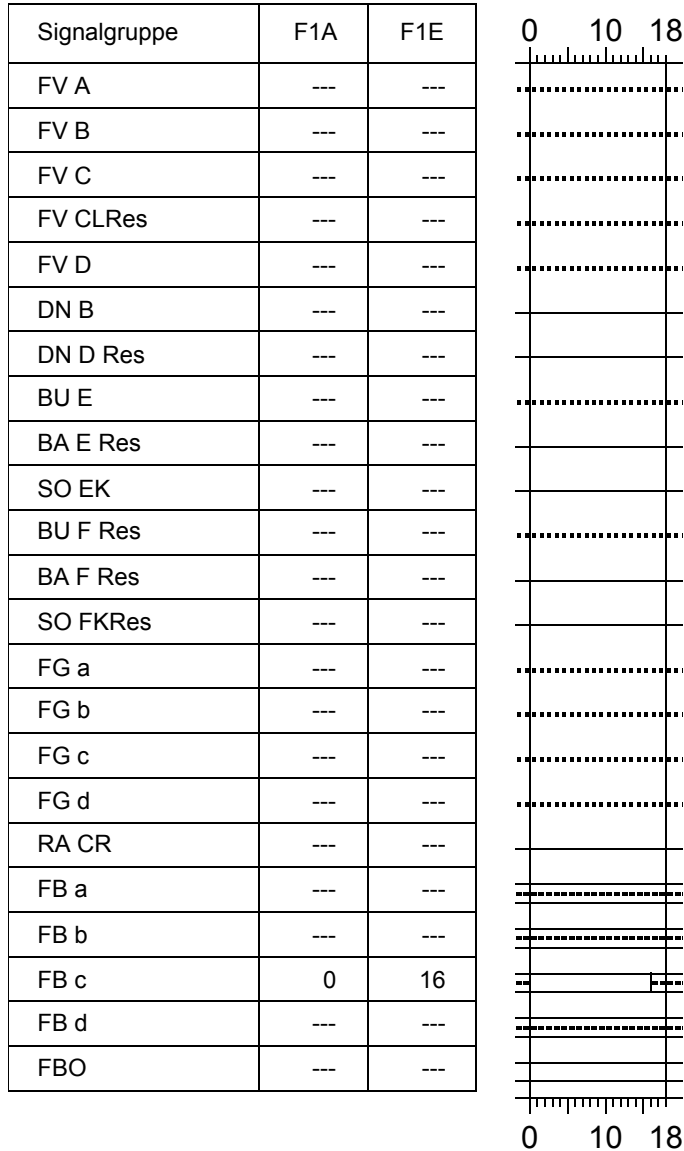 Signalgruppe F1A F1E 0 10 18
FV A --- ---
FV B --- ---
FV C --- ---
FV CLRes --- ---
FV D --- ---
DN B --- ---
DN D Res --- ---
BU E --- ---
BA E Res --- ---
SO EK --- ---
BU F Res --- ---
BA F Res --- ---
SO FKRes --- ---
FG a --- ---
FG b --- ---
FG c --- ---
FG d --- ---
RA CR --- ---
FB a --- ---
FB b --- ---
FB c 0 16
FB d --- ---
FBO --- ---
0 10 18